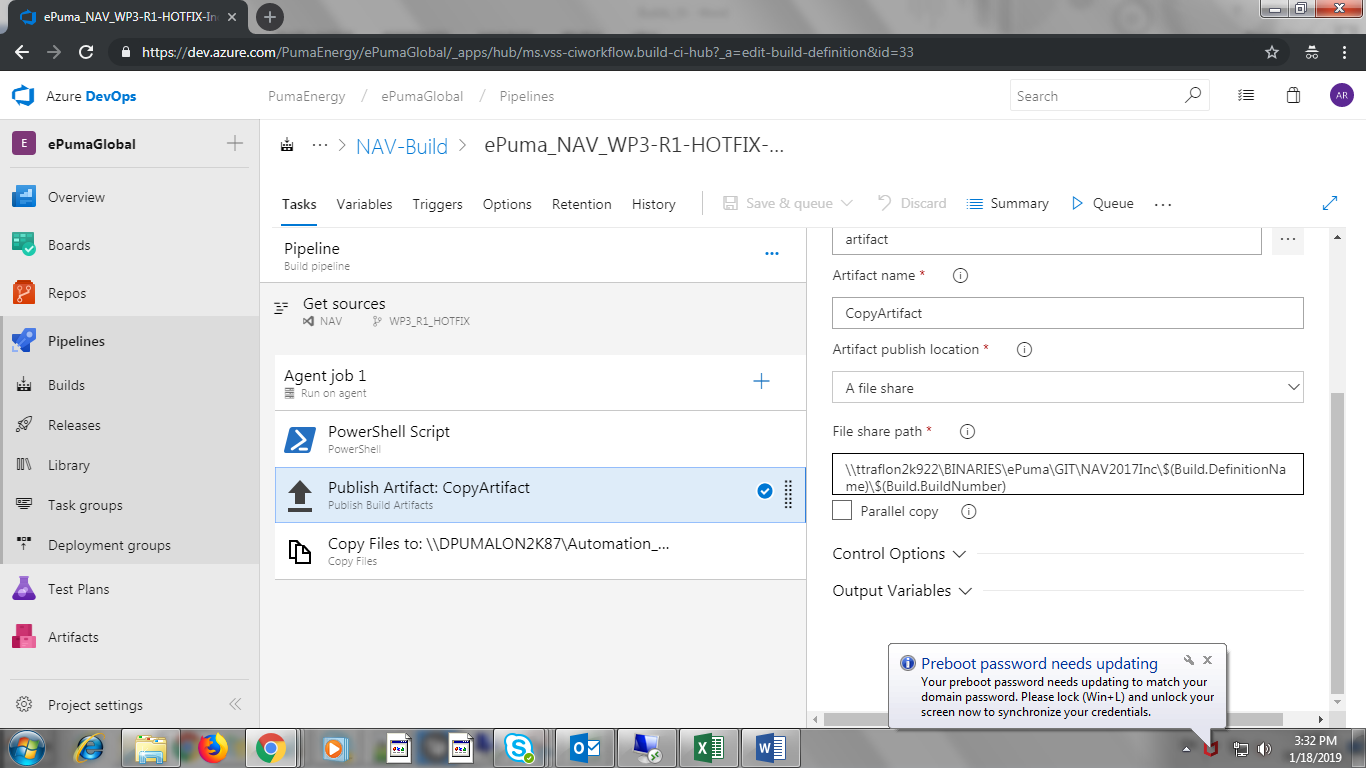 ePuma_NAV_WP3-R1-HOTFIX-In
https://dev.azure.com/PumaEnergy/ePumaGlobal/_apps/hub/ms.vss-ciworkflow.build-ci-hub?_a=edit-build-definition&id=33
Azure DevOps
PumaEnergy / ePumaGlobal / Pipelines
Search
AR
E ePumaGlobal
Overview
Boards
Repos
Pipelines
Builds
Releases
Library
Task groups
Deployment groups
Test Plans
Artifacts
Project settings
··· > NAV-Build > ePuma_NAV_WP3-R1-HOTFIX-...
Tasks Variables Triggers Options Retention History Save & queue Discard Summary Queue ...
Pipeline
Build pipeline
Get sources
NAV WP3_R1_HOTFIX
Agent job 1
Run on agent
PowerShell Script
PowerShell
Publish Artifact: CopyArtifact
Publish Build Artifacts
Copy Files to: \\DPUMALON2K87\Automation_...
Copy Files
artifact
Artifact name *
CopyArtifact
Artifact publish location *
A file share
File share path *
\\ttraflon2k922\BINARIES\ePuma\GIT\NAV2017Inc\$(Build.DefinitionNa
me)\$(Build.BuildNumber)
Parallel copy
Control Options
Output Variables
Preboot password needs updating
Your preboot password needs updating to match your
domain password. Please lock (Win+L) and unlock your
screen now to synchronize your credentials.
3:32 PM
1/18/2019